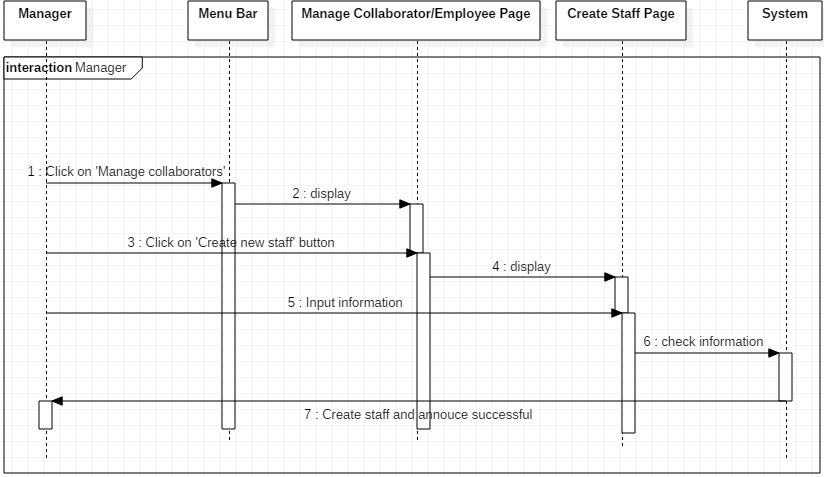 Manager
Menu Bar
Manage Collaborator/Employee Page
Create Staff Page
System
interaction Manager
1 : Click on 'Manage collaborators'
2 : display
3 : Click on 'Create new staff' button
4 : display
5 : Input information
6 : check information
7 : Create staff and annouce successful